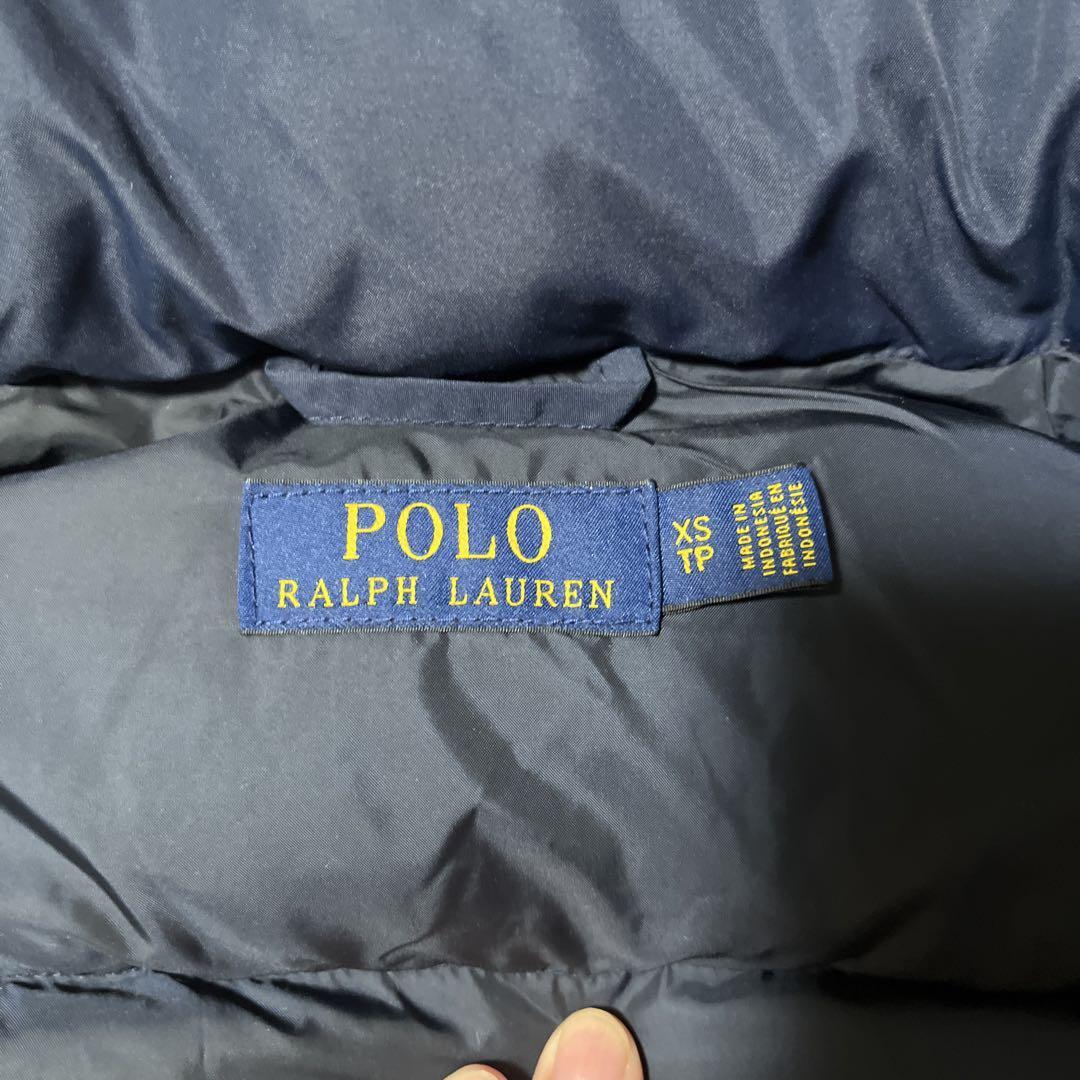 POLO
RALPH LAUREN
XS
TP
MADE IN
INDONESIA
FABRIQUÉ EN
INDONÉSIE